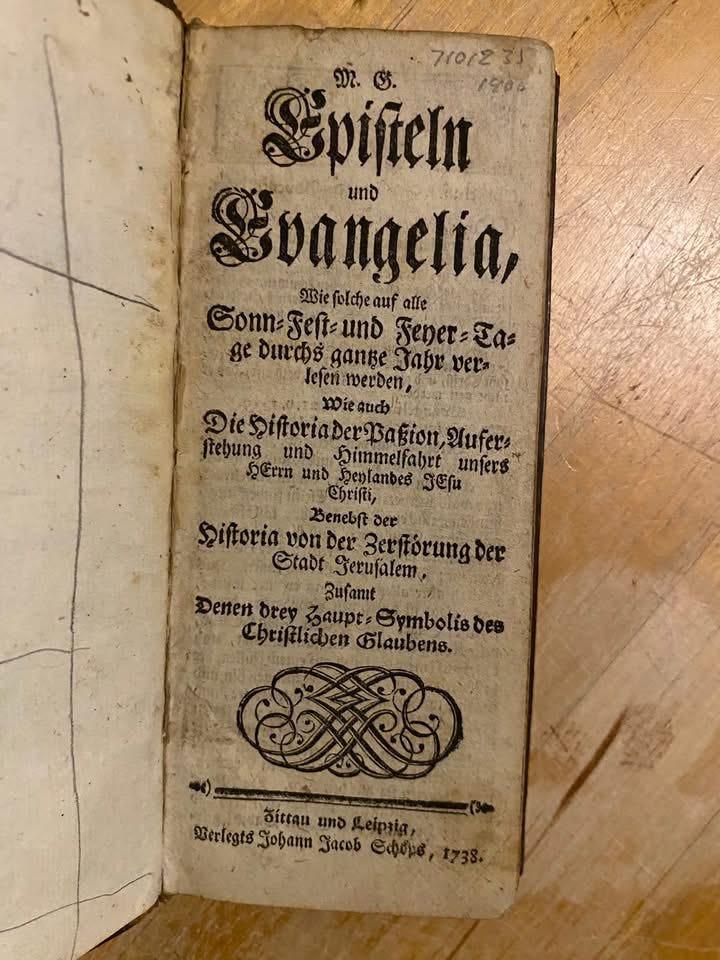 7101235
1900
M. G.
Episteln
und
Evangelia,
Wie solche auf alle
Sonn-Fest-und Feyer-Ta-
ge durchs gantze Jahr ver-
lesen werden,
Wie auch
Die Historia der Paßion, Aufer-
stehung und Himmelfahrt unsers
HErrn und Heylandes JEsu
Christi,
Benebst der
Historia von der Zerstörung der
Stadt Jerusalem,
Zusamt
Denen drey Haupt-Symbolis des
Christlichen Glaubens.
Zittau und Leipzig,
Verlegts Johann Jacob Schöps, 1738.